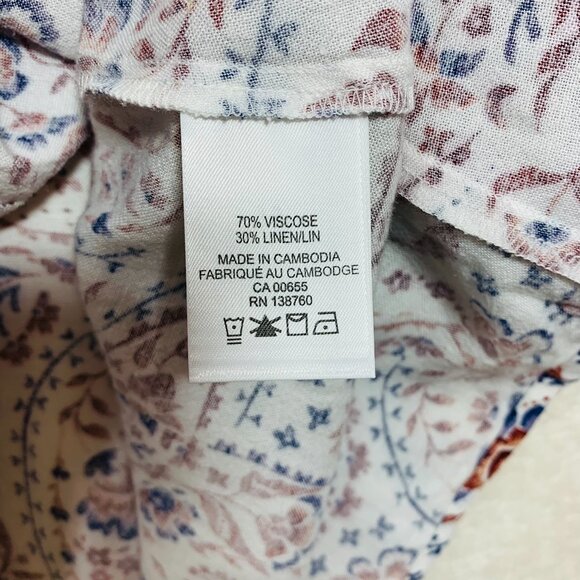 70% VISCOSE
30% LINEN/LIN
MADE IN CAMBODIA
FABRIQUÉ AU CAMBODGE
CA 00655
RN 138760